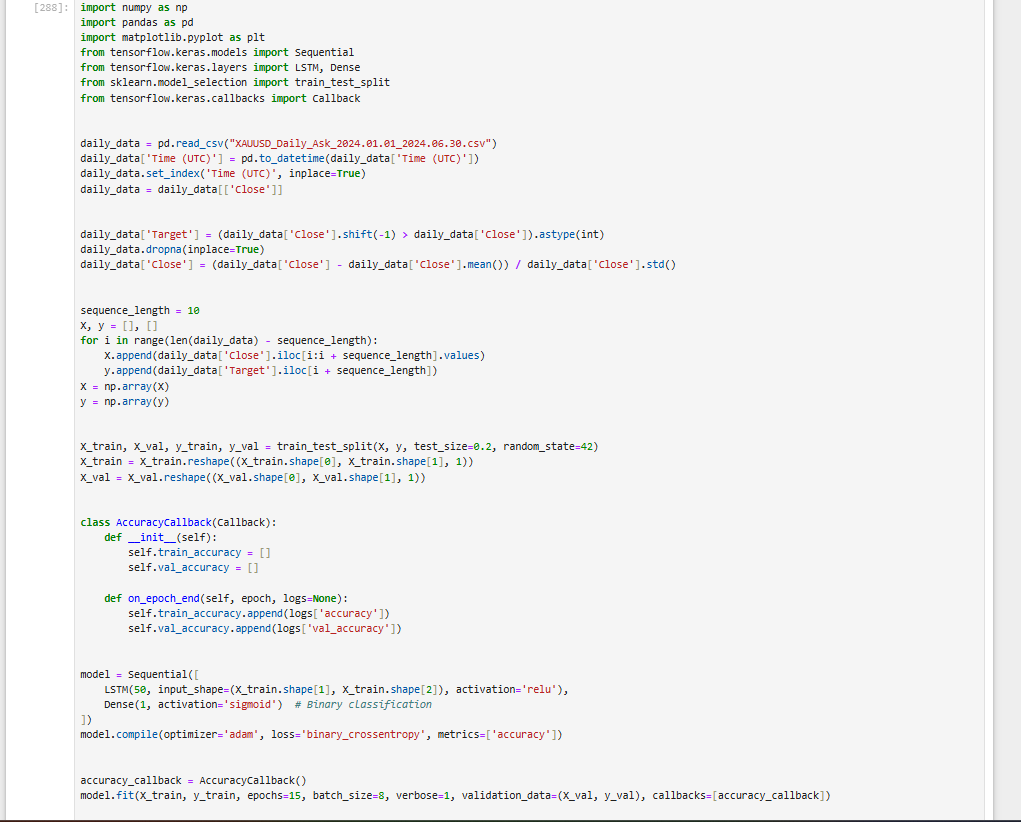 [288]: import numpy as np
import pandas as pd
import matplotlib.pyplot as plt
from tensorflow.keras.models import Sequential
from tensorflow.keras.layers import LSTM, Dense
from sklearn.model_selection import train_test_split
from tensorflow.keras.callbacks import Callback
daily_data = pd.read_csv("XAUUSD_Daily_Ask_2024.01.01_2024.06.30.csv")
daily_data['Time (UTC)'] = pd.to_datetime(daily_data['Time (UTC)'])
daily_data.set_index('Time (UTC)', inplace=True)
daily_data = daily_data[['Close']]
daily_data['Target'] = (daily_data['Close'].shift(-1) > daily_data['Close']).astype(int)
daily_data.dropna(inplace=True)
daily_data['Close'] = (daily_data['Close'] - daily_data['Close'].mean()) / daily_data['Close'].std()
sequence_length = 10
X, y = [], []
for i in range(len(daily_data) - sequence_length):
    X.append(daily_data['Close'].iloc[i:i + sequence_length].values)
    y.append(daily_data['Target'].iloc[i + sequence_length])
X = np.array(X)
y = np.array(y)
X_train, X_val, y_train, y_val = train_test_split(X, y, test_size=0.2, random_state=42)
X_train = X_train.reshape((X_train.shape[0], X_train.shape[1], 1))
X_val = X_val.reshape((X_val.shape[0], X_val.shape[1], 1))
class AccuracyCallback(Callback):
    def __init__(self):
        self.train_accuracy = []
        self.val_accuracy = []
    def on_epoch_end(self, epoch, logs=None):
        self.train_accuracy.append(logs['accuracy'])
        self.val_accuracy.append(logs['val_accuracy'])
model = Sequential([
    LSTM(50, input_shape=(X_train.shape[1], X_train.shape[2]), activation='relu'),
    Dense(1, activation='sigmoid')  # Binary classification
])
model.compile(optimizer='adam', loss='binary_crossentropy', metrics=['accuracy'])
accuracy_callback = AccuracyCallback()
model.fit(X_train, y_train, epochs=15, batch_size=8, verbose=1, validation_data=(X_val, y_val), callbacks=[accuracy_callback])